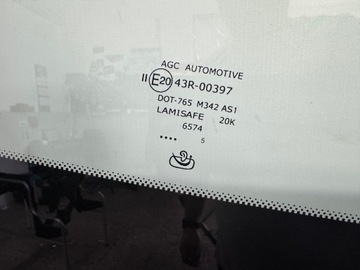 AGC AUTOMOTIVE
II E20 43R-00397
DOT-765 M342 AS1
LAMISAFE 20K
6574
•••• 5